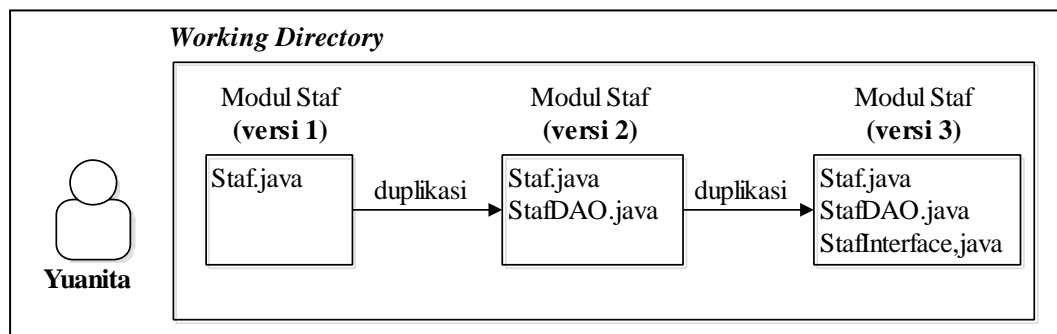 Working Directory
Modul Staf
(versi 1)
Modul Staf
(versi 2)
Modul Staf
(versi 3)
Staf.java
duplikasi
Staf.java
StafDAO.java
duplikasi
Staf.java
StafDAO.java
StafInterface,java
Yuanita